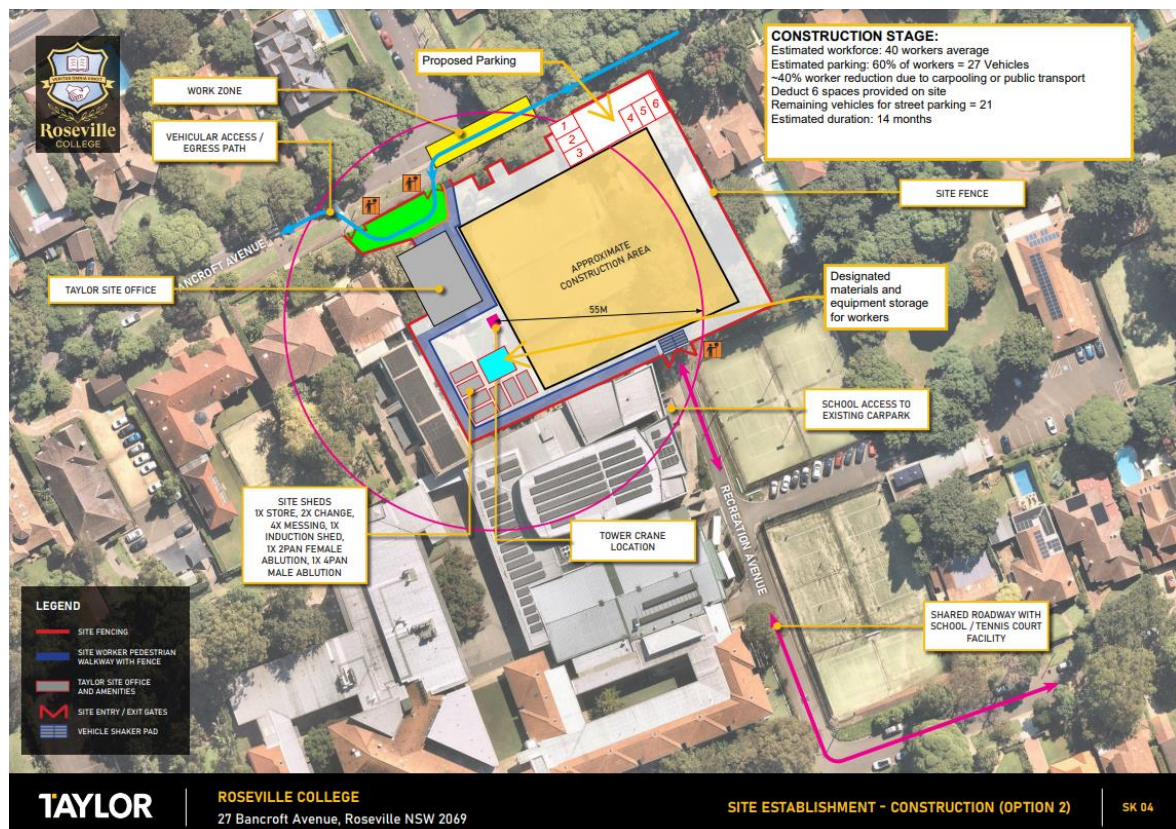 VERITAS OMNIA VINCIT
Roseville
COLLEGE
WORK ZONE
VEHICULAR ACCESS /
EGRESS PATH
Proposed Parking
1
2
3
4
5
6
CONSTRUCTION STAGE:
Estimated workforce: 40 workers average
Estimated parking: 60% of workers = 27 Vehicles
~40% worker reduction due to carpooling or public transport
Deduct 6 spaces provided on site
Remaining vehicles for street parking = 21
Estimated duration: 14 months
SITE FENCE
NCROFT AVENUE
TAYLOR SITE OFFICE
APPROXIMATE
CONSTRUCTION AREA
55M
Designated
materials and
equipment storage
for workers
SCHOOL ACCESS TO
EXISTING CARPARK
RECREATION AVENUE
SITE SHEDS
1X STORE, 2X CHANGE,
4X MESSING, 1X
INDUCTION SHED,
1X 2PAN FEMALE
ABLUTION, 1X 4PAN
MALE ABLUTION
TOWER CRANE
LOCATION
SHARED ROADWAY WITH
SCHOOL / TENNIS COURT
FACILITY
LEGEND
SITE FENCING
SITE WORKER PEDESTRIAN
WALKWAY WITH FENCE
TAYLOR SITE OFFICE
AND AMENITIES
SITE ENTRY / EXIT GATES
VEHICLE SHAKER PAD
TAYLOR
ROSEVILLE COLLEGE
27 Bancroft Avenue, Roseville NSW 2069
SITE ESTABLISHMENT - CONSTRUCTION (OPTION 2)
SK 04